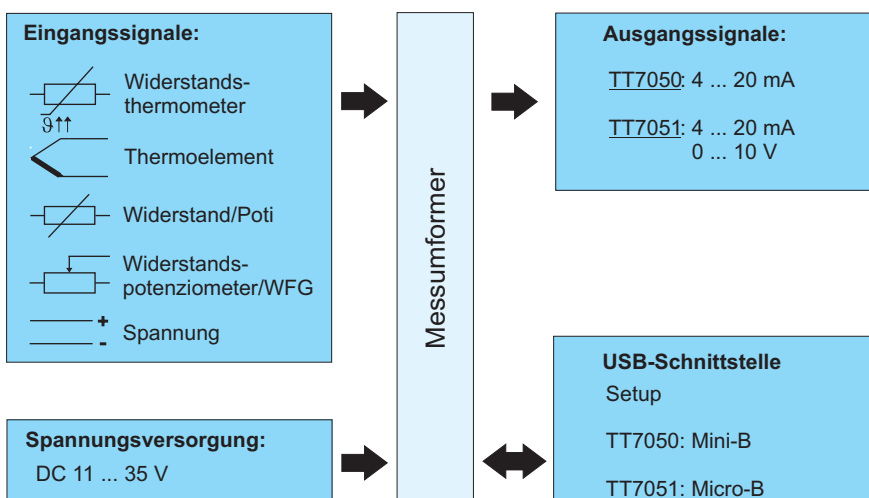 Eingangssignale:
Widerstands-
thermometer
ϑ↑↑
Thermoelement
Widerstand/Poti
Widerstands-
potenziometer/WFG
+
-
Spannung
Spannungsversorgung:
DC 11 ... 35 V
Messumformer
Ausgangssignale:
TT7050: 4 ... 20 mA
TT7051: 4 ... 20 mA
0 ... 10 V
USB-Schnittstelle
Setup
TT7050: Mini-B
TT7051: Micro-B